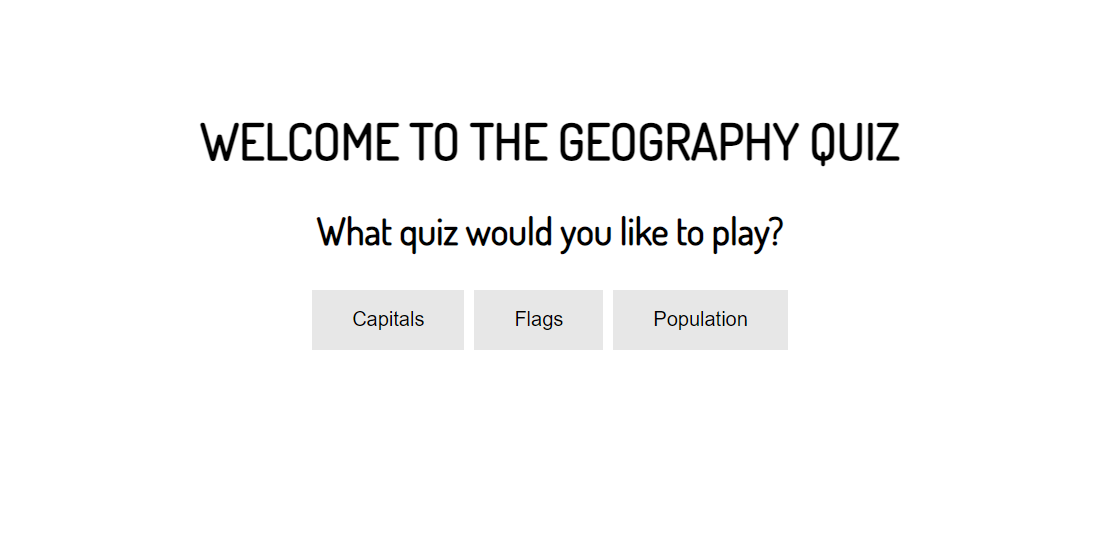 WELCOME TO THE GEOGRAPHY QUIZ
What quiz would you like to play?
Capitals Flags Population